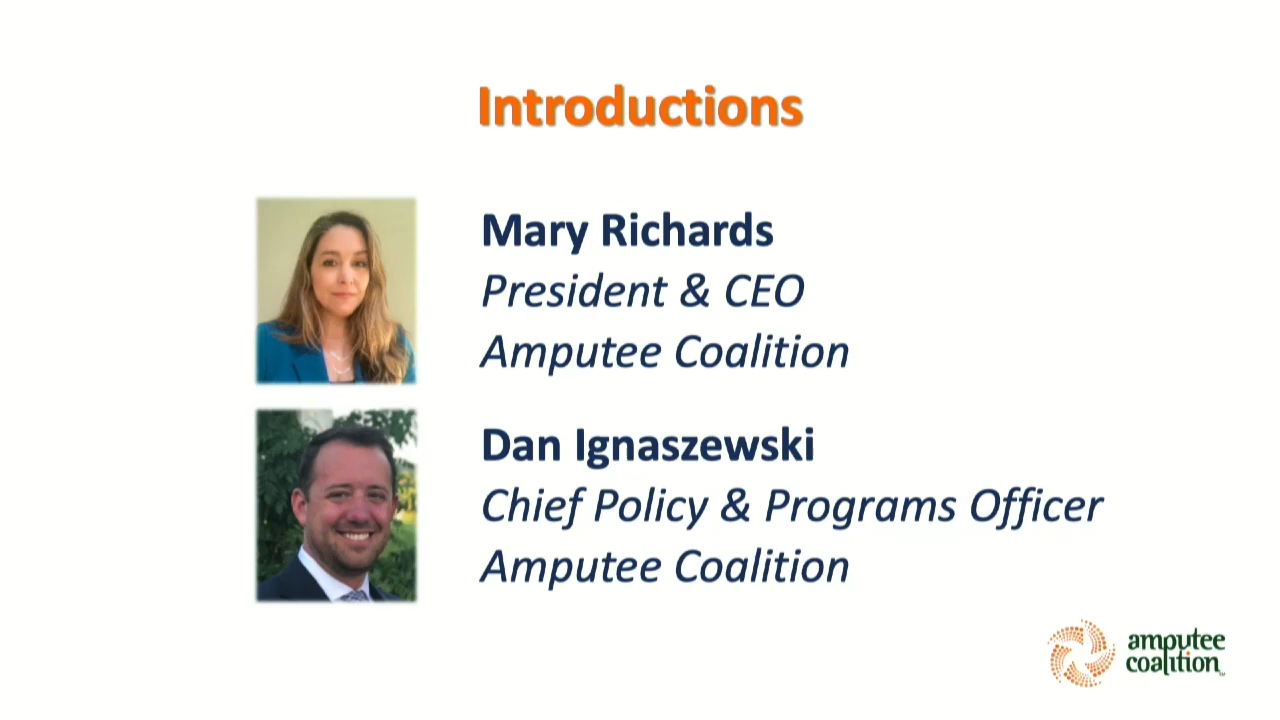 Introductions
Mary Richards
President & CEO
Amputee Coalition
Dan Ignaszewski
Chief Policy & Programs Officer
Amputee Coalition
amputee
coalition